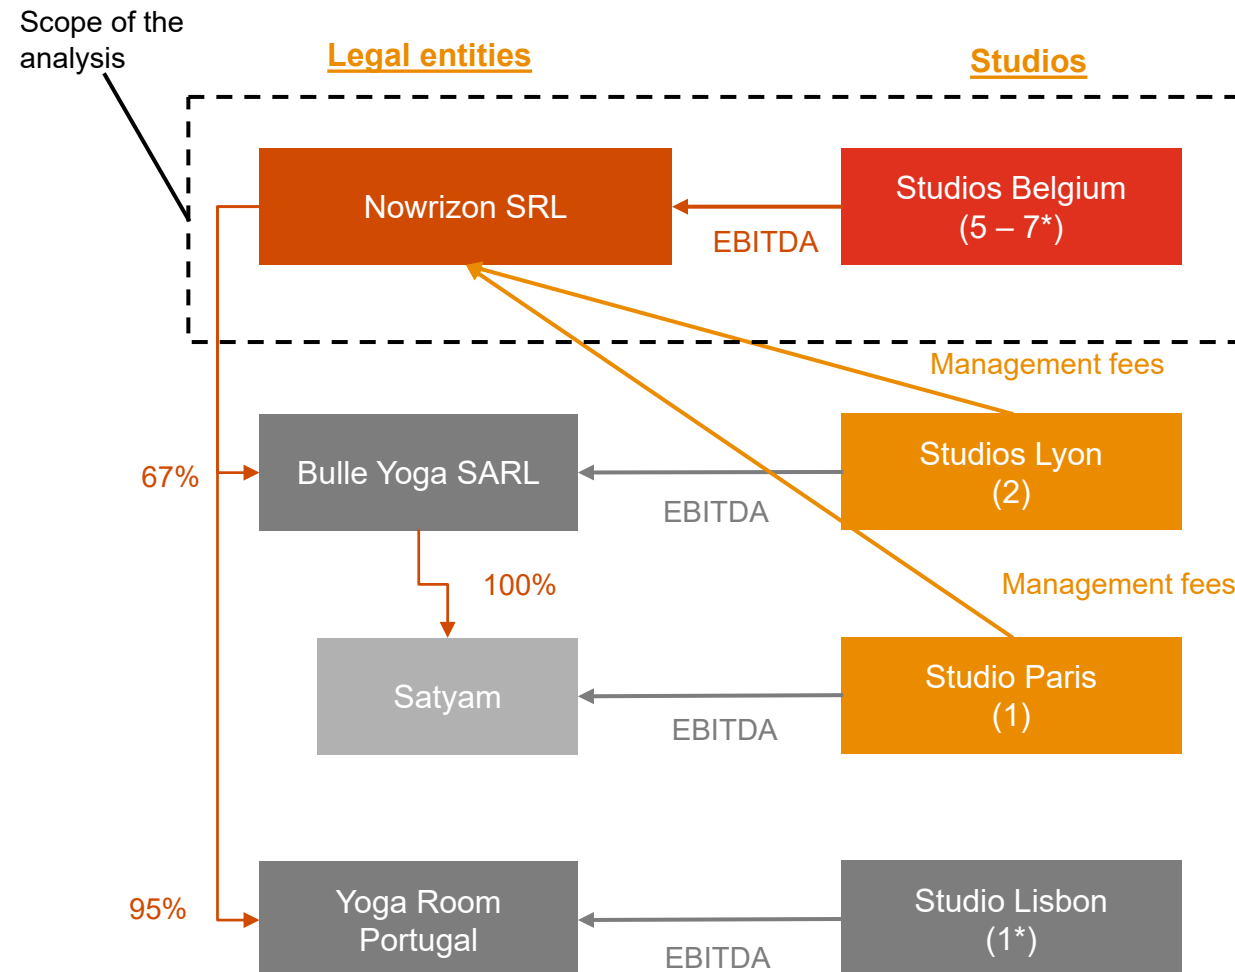 Scope of the
analysis
Legal entities
Studios
Nowrizon SRL
Studios Belgium
(5 – 7*)
EBITDA
Management fees
67%
Bulle Yoga SARL
Studios Lyon
(2)
EBITDA
100%
Management fees
Satyam
Studio Paris
(1)
EBITDA
95%
Yoga Room
Portugal
Studio Lisbon
(1*)
EBITDA